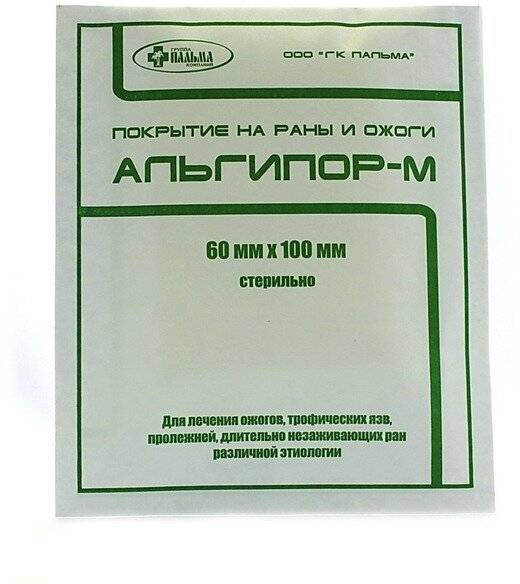 ГРУППА
ПАЛЬМА
КОМПАНИЙ
ООО "ГК ПАЛЬМА"
ПОКРЫТИЕ НА РАНЫ И ОЖОГИ
АЛЬГИПОР-М
60 мм х 100 мм
стерильно
Для лечения ожогов, трофических язв,
пролежней, длительно незаживающих ран
различной этиологии